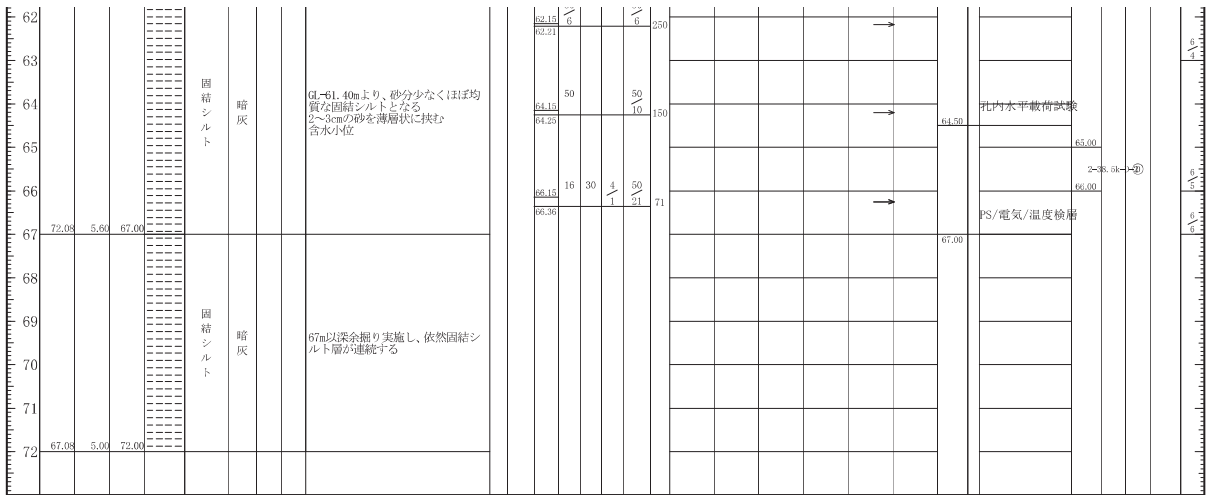 62
63
64
65
66
67
68
69
70
71
72
72.08 5.60 67.00
67.08 5.00 72.00
固結シルト
暗灰
GL-61.40mより、砂分少なくほぼ均
質な固結シルトとなる
2~3cmの砂を薄層状に挟む
含水小位
固結シルト
暗灰
67m以深余掘り実施し、依然固結シ
ルト層が連続する
62.15 6 6
62.21 250
50 50
64.15 10
64.25 150
66.15 16 30 4 50
1 21
66.36 71
64.50
67.00
孔内水平載荷試験
PS/電気/温度検層
65.00
66.00
6
4
6
5
6
6